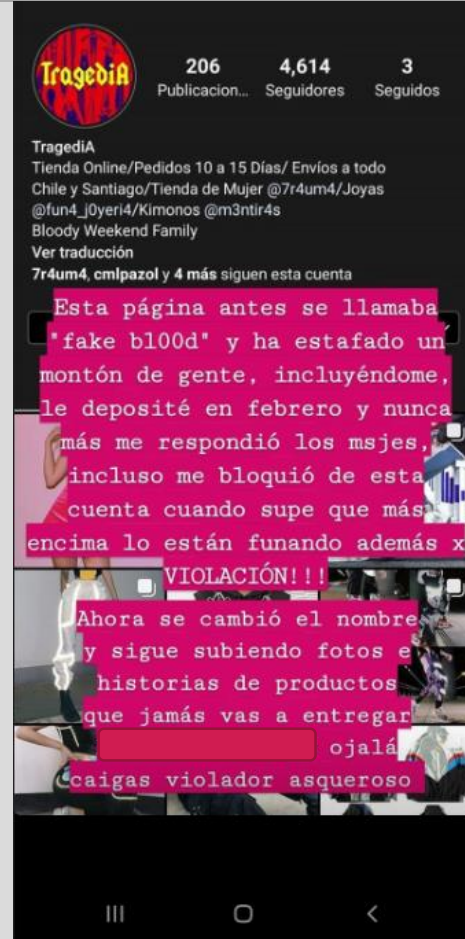 TragediA
206
4,614
3
Publicacion...
Seguidores
Seguidos
TragediA
Tienda Online/Pedidos 10 a 15 Días/ Envíos a todo
Chile y Santiago/Tienda de Mujer @7r4um4/Joyas
@fun4_j0yeri4/Kimonos @m3ntir4s
Bloody Weekend Family
Ver traducción
7r4um4, cmlpazol y 4 más siguen esta cuenta
Esta página antes se llamaba
"fake bl00d" y ha estafado un
montón de gente, incluyéndome,
le deposité en febrero y nunca
más me respondió los msjes,
incluso me bloquió de esta
cuenta cuando supe que más
encima lo están funando además x
VIOLACIÓN!!!
Ahora se cambió el nombre
y sigue subiendo fotos e
historias de productos
que jamás vas a entregar
ojalá
caigas violador asqueroso